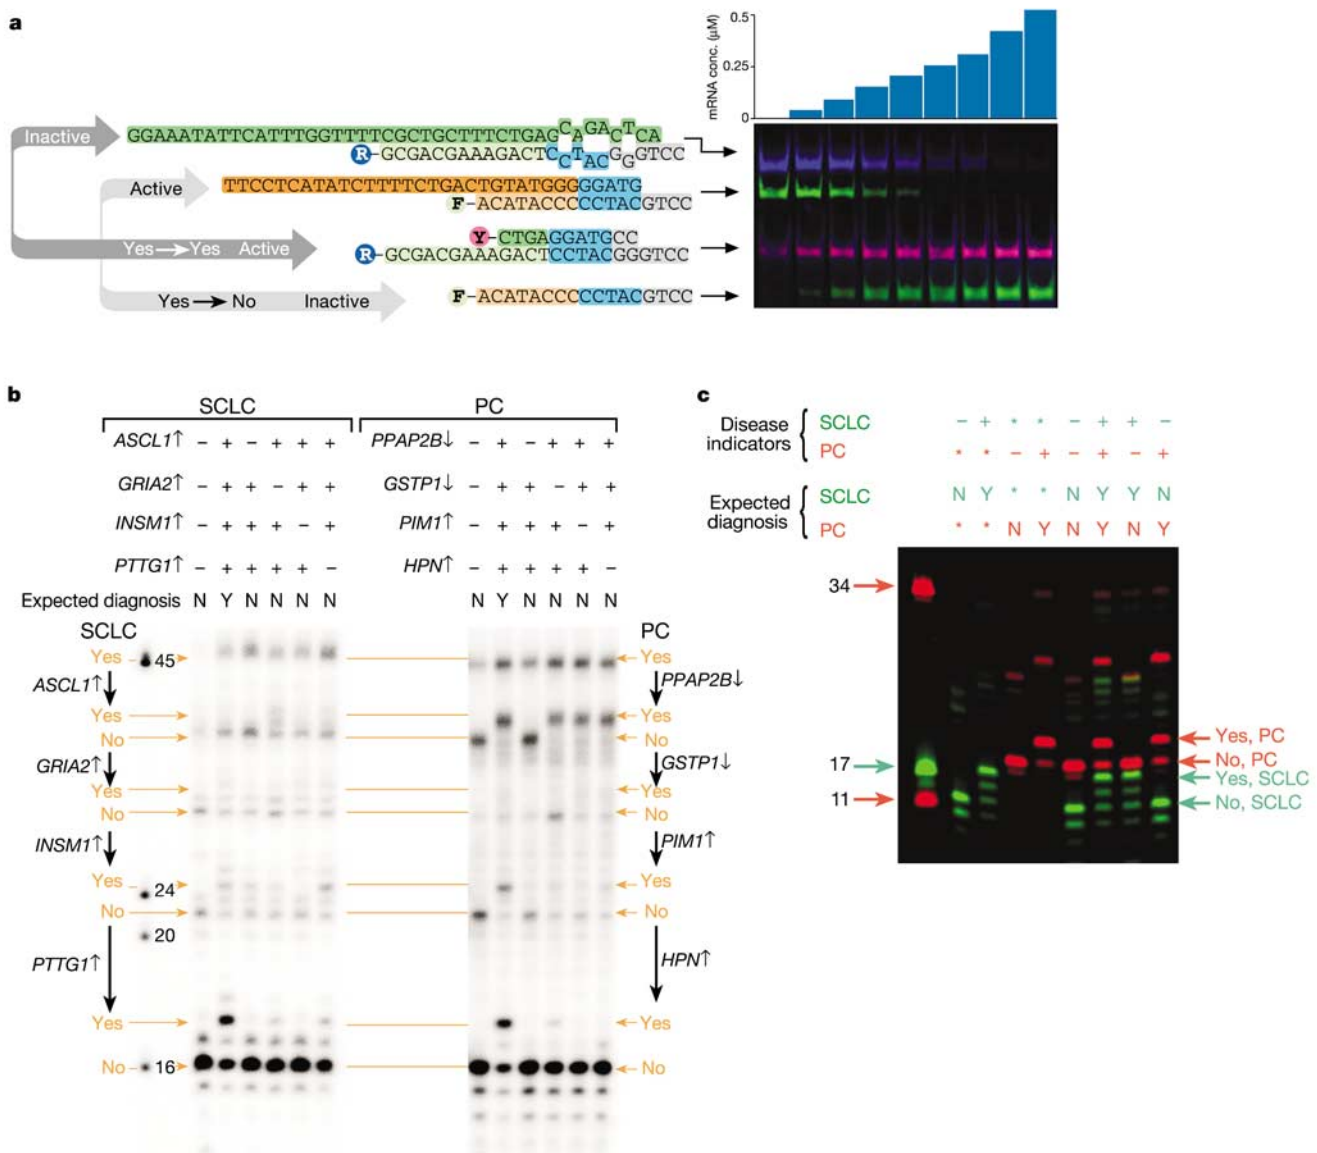 a
mRNA conc. (μM)
0.5
0.25
0
Inactive
GGAAATATTCATTTGGTTTTCGCTGCTTTCTGAGCAGACTCA
R-GCGACGAAAGACTCCTACGGGTCC
Active
TTCCTCATATCTTTTCTGACTGTATGGGGGATG
F-ACATACCCCCTACGTCC
Yes→Yes Active
Y-CTGAGGATGCC
R-GCGACGAAAGACTCCTACGGGTCC
Yes→No Inactive
F-ACATACCCCCTACGTCC
b
SCLC PC
ASCL1↑ - + - + + + PPAP2B↓ - + - + + +
GRIA2↑ - + + - + + GSTP1↓ - + + - + +
INSM1↑ - + + + - + PIM1↑ - + + + - +
PTTG1↑ - + + + + - HPN↑ - + + + + -
Expected diagnosis N Y N N N N N Y N N N N
SCLC PC
Yes 45 Yes
ASCL1↑ PPAP2B↓
Yes Yes
No No
GRIA2↑ GSTP1↓
Yes Yes
No No
INSM1↑ PIM1↑
Yes 24 Yes
No No
20
PTTG1↑ HPN↑
Yes Yes
No 16 No
c
Disease indicators
SCLC - + * * - + + -
PC * * - + - + - +
Expected diagnosis
SCLC N Y * * N Y Y N
PC * * N Y N Y N Y
34
17
11
Yes, PC
No, PC
Yes, SCLC
No, SCLC